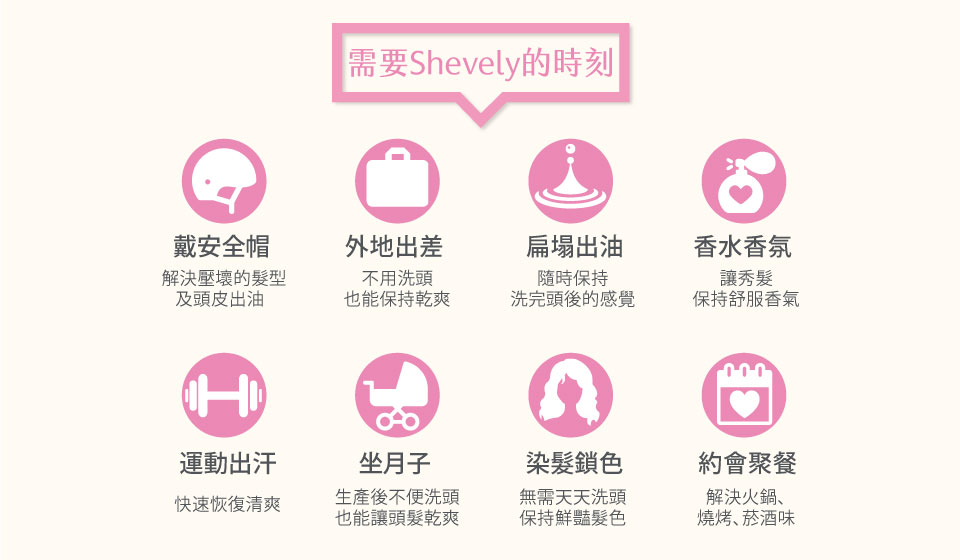 需要Shevely的時刻
戴安全帽
解決壓壞的髮型
及頭皮出油
外地出差
不用洗頭
也能保持乾爽
扁塌出油
隨時保持
洗完頭後的感覺
香水香氛
讓秀髮
保持舒服香氣
運動出汗
快速恢復清爽
坐月子
生產後不便洗頭
也能讓頭髮乾爽
染髮鎖色
無需天天洗頭
保持鮮豔髮色
約會聚餐
解決火鍋、
燒烤、菸酒味